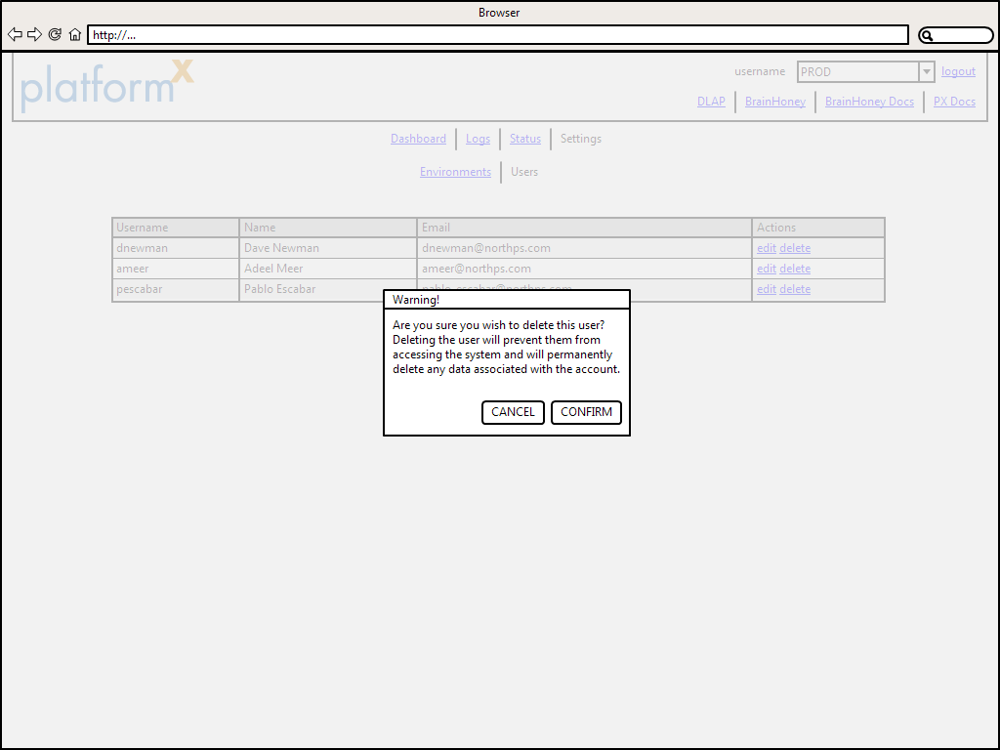 Browser
http://...
platformx
username PROD logout
DLAP BrainHoney BrainHoney Docs PX Docs
Dashboard Logs Status Settings
Environments Users
Username Name Email Actions
dnewman Dave Newman dnewman@northps.com edit delete
ameer Adeel Meer ameer@northps.com edit delete
pescabar Pablo Escabar pablo_escabar@northps.com edit delete
Warning!
Are you sure you wish to delete this user?
Deleting the user will prevent them from
accessing the system and will permanently
delete any data associated with the account.
CANCEL CONFIRM